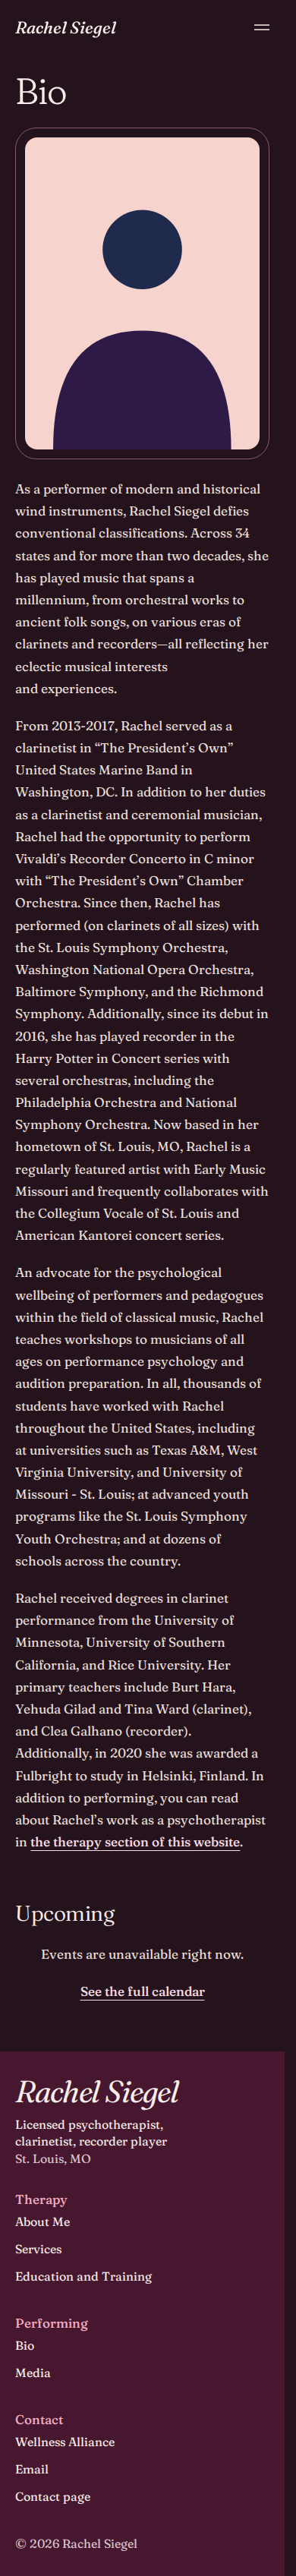 Rachel Siegel
Bio
As a performer of modern and historical
wind instruments, Rachel Siegel defies
conventional classifications. Across 34
states and for more than two decades, she
has played music that spans a
millennium, from orchestral works to
ancient folk songs, on various eras of
clarinets and recorders—all reflecting her
eclectic musical interests
and experiences.
From 2013-2017, Rachel served as a
clarinetist in “The President’s Own”
United States Marine Band in
Washington, DC. In addition to her duties
as a clarinetist and ceremonial musician,
Rachel had the opportunity to perform
Vivaldi’s Recorder Concerto in C minor
with “The President’s Own” Chamber
Orchestra. Since then, Rachel has
performed (on clarinets of all sizes) with
the St. Louis Symphony Orchestra,
Washington National Opera Orchestra,
Baltimore Symphony, and the Richmond
Symphony. Additionally, since its debut in
2016, she has played recorder in the
Harry Potter in Concert series with
several orchestras, including the
Philadelphia Orchestra and National
Symphony Orchestra. Now based in her
hometown of St. Louis, MO, Rachel is a
regularly featured artist with Early Music
Missouri and frequently collaborates with
the Collegium Vocale of St. Louis and
American Kantorei concert series.
An advocate for the psychological
wellbeing of performers and pedagogues
within the field of classical music, Rachel
teaches workshops to musicians of all
ages on performance psychology and
audition preparation. In all, thousands of
students have worked with Rachel
throughout the United States, including
at universities such as Texas A&M, West
Virginia University, and University of
Missouri - St. Louis; at advanced youth
programs like the St. Louis Symphony
Youth Orchestra; and at dozens of
schools across the country.
Rachel received degrees in clarinet
performance from the University of
Minnesota, University of Southern
California, and Rice University. Her
primary teachers include Burt Hara,
Yehuda Gilad and Tina Ward (clarinet),
and Clea Galhano (recorder).
Additionally, in 2020 she was awarded a
Fulbright to study in Helsinki, Finland. In
addition to performing, you can read
about Rachel’s work as a psychotherapist
in the therapy section of this website.
Upcoming
Events are unavailable right now.
See the full calendar
Rachel Siegel
Licensed psychotherapist,
clarinetist, recorder player
St. Louis, MO
Therapy
About Me
Services
Education and Training
Performing
Bio
Media
Contact
Wellness Alliance
Email
Contact page
© 2026 Rachel Siegel